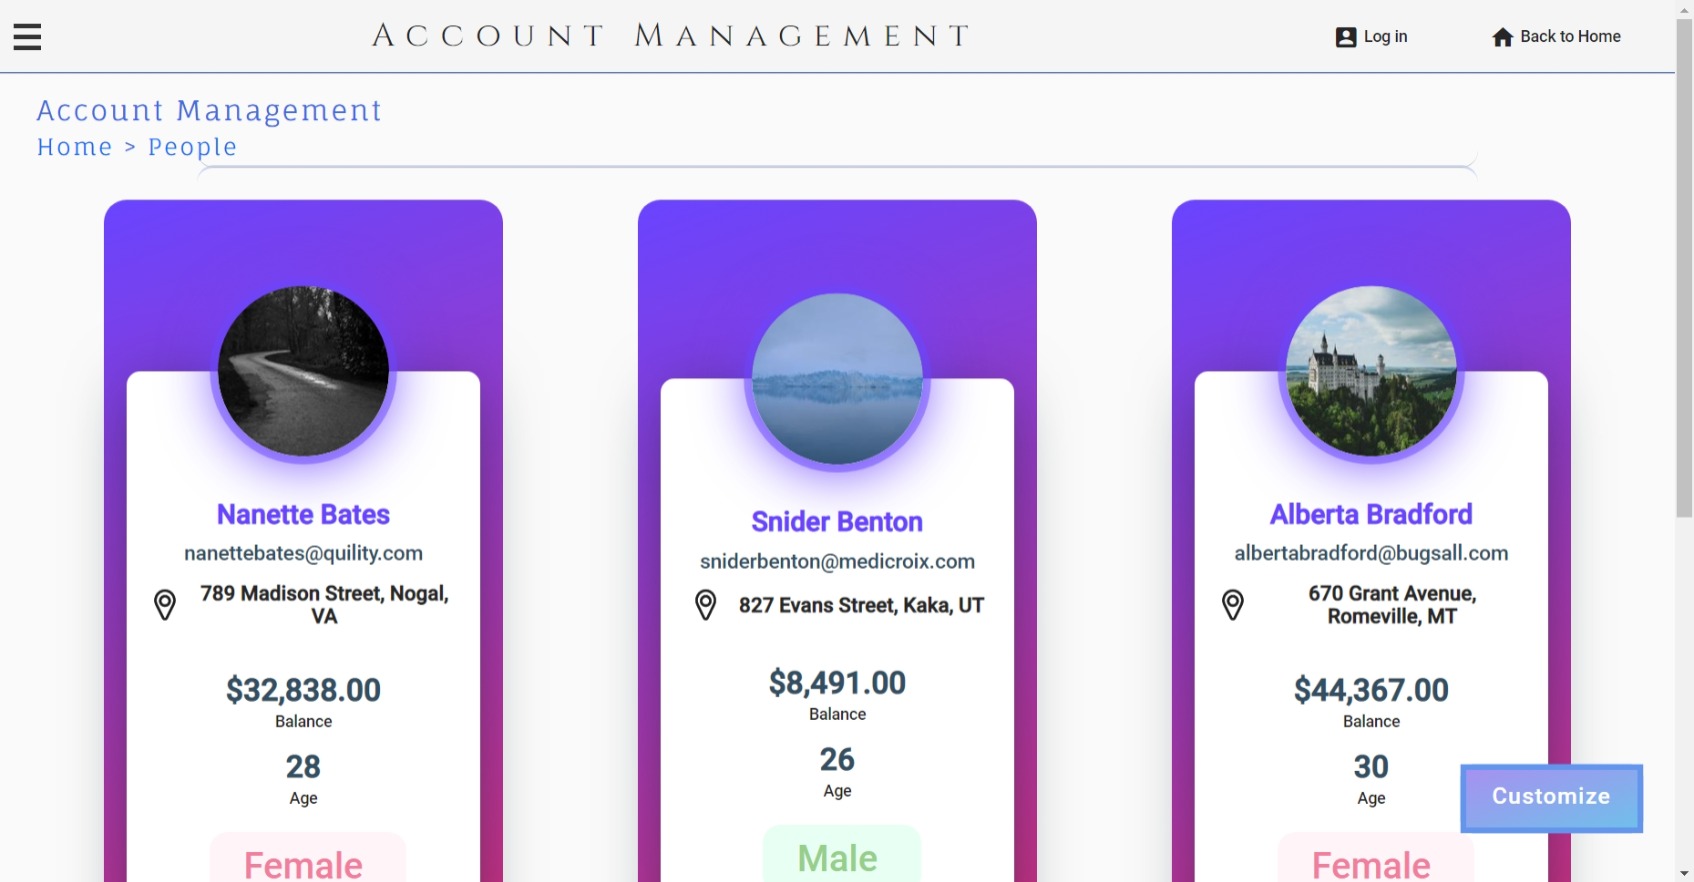 Account Management
Log in
Back to Home
Account Management
Home > People
Nanette Bates
nanettebates@quility.com
789 Madison Street, Nogal,
VA
$32,838.00
Balance
28
Age
Female
Snider Benton
sniderbenton@medicroix.com
827 Evans Street, Kaka, UT
$8,491.00
Balance
26
Age
Male
Alberta Bradford
albertabradford@bugsall.com
670 Grant Avenue,
Romeville, MT
$44,367.00
Balance
30
Age
Female
Customize